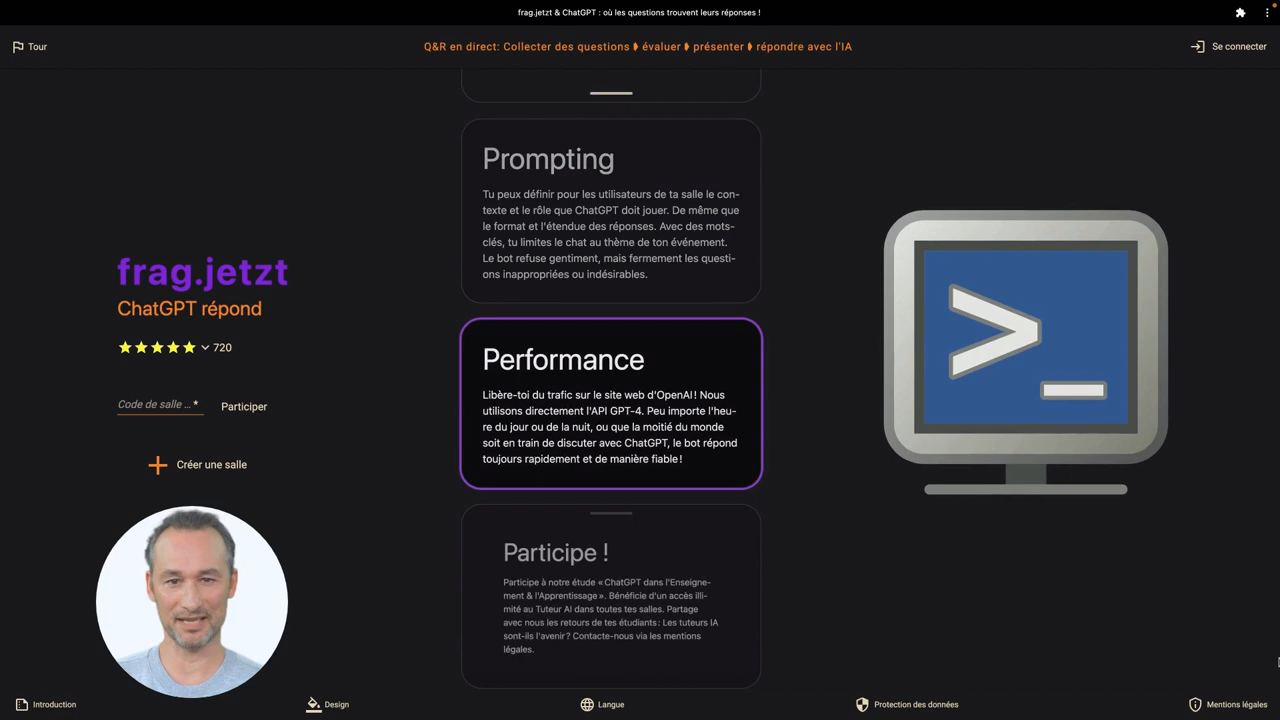 frag.jetzt & ChatGPT : où les questions trouvent leurs réponses !
Tour
Q&R en direct: Collecter des questions ❥ évaluer ❥ présenter ❥ répondre avec l'IA
Se connecter
frag.jetzt
ChatGPT répond
720
Code de salle ... *
Participer
Créer une salle
Prompting
Tu peux définir pour les utilisateurs de ta salle le con-
texte et le rôle que ChatGPT doit jouer. De même que
le format et l'étendue des réponses. Avec des mots-
clés, tu limites le chat au thème de ton événement.
Le bot refuse gentiment, mais fermement les questi-
ons inappropriées ou indésirables.
Performance
Libère-toi du trafic sur le site web d'OpenAI ! Nous
utilisons directement l'API GPT-4. Peu importe l'heu-
re du jour ou de la nuit, ou que la moitié du monde
soit en train de discuter avec ChatGPT, le bot répond
toujours rapidement et de manière fiable !
Participe !
Participe à notre étude « ChatGPT dans l'Enseigne-
ment & l'Apprentissage ». Bénéficie d'un accès illi-
mité au Tuteur AI dans toutes tes salles. Partage
avec nous les retours de tes étudiants : Les tuteurs IA
sont-ils l'avenir ? Contacte-nous via les mentions
légales.
>_
Introduction
Design
Langue
Protection des données
Mentions légales